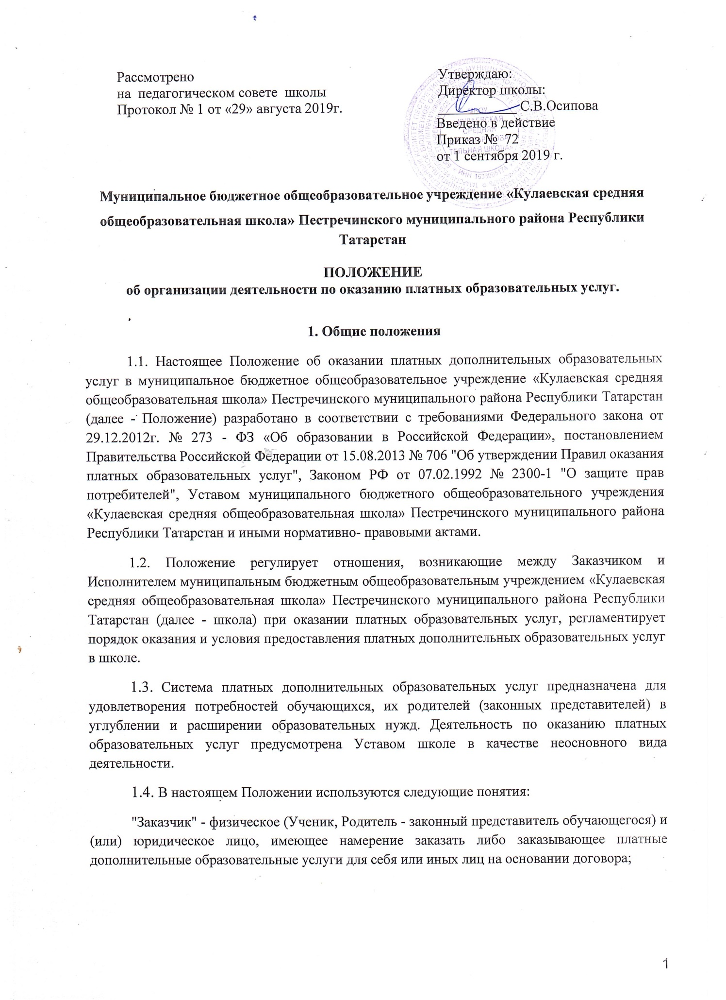 Рассмотрено
на педагогическом совете школы
Протокол № 1 от «29» августа 2019г.
Утверждаю:
Директор школы:
____________С.В.Осипова
Введено в действие
Приказ № 72
от 1 сентября 2019 г.
Муниципальное бюджетное общеобразовательное учреждение «Кулаевская средняя
общеобразовательная школа» Пестречинского муниципального района Республики
Татарстан
ПОЛОЖЕНИЕ
об организации деятельности по оказанию платных образовательных услуг.
1. Общие положения
1.1. Настоящее Положение об оказании платных дополнительных образовательных
услуг в муниципальное бюджетное общеобразовательное учреждение «Кулаевская средняя
общеобразовательная школа» Пестречинского муниципального района Республики Татарстан
(далее - Положение) разработано в соответствии с требованиями Федерального закона от
29.12.2012г. № 273 - ФЗ «Об образовании в Российской Федерации», постановлением
Правительства Российской Федерации от 15.08.2013 № 706 "Об утверждении Правил оказания
платных образовательных услуг", Законом РФ от 07.02.1992 № 2300-1 "О защите прав
потребителей", Уставом муниципального бюджетного общеобразовательного учреждения
«Кулаевская средняя общеобразовательная школа» Пестречинского муниципального района
Республики Татарстан и иными нормативно- правовыми актами.
1.2. Положение регулирует отношения, возникающие между Заказчиком и
Исполнителем муниципальным бюджетным общеобразовательным учреждением «Кулаевская
средняя общеобразовательная школа» Пестречинского муниципального района Республики
Татарстан (далее - школа) при оказании платных образовательных услуг, регламентирует
порядок оказания и условия предоставления платных дополнительных образовательных услуг
в школе.
1.3. Система платных дополнительных образовательных услуг предназначена для
удовлетворения потребностей обучающихся, их родителей (законных представителей) в
углублении и расширении образовательных нужд. Деятельность по оказанию платных
образовательных услуг предусмотрена Уставом школе в качестве неосновного вида
деятельности.
1.4. В настоящем Положении используются следующие понятия:
"Заказчик" - физическое (Ученик, Родитель - законный представитель обучающегося) и
(или) юридическое лицо, имеющее намерение заказать либо заказывающее платные
дополнительные образовательные услуги для себя или иных лиц на основании договора;
1